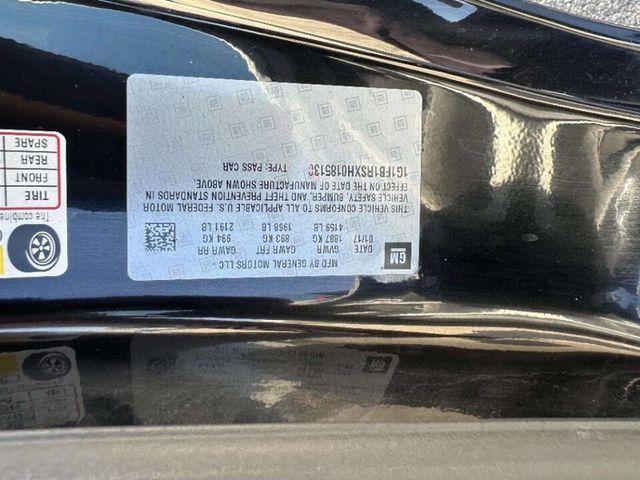 MFD BY GENERAL MOTORS LLC -
GM
DATE GVWR GAWR FRT GAWR RR
01/17 1887 KG 893 KG 994 KG
4159 LB 1968 LB 2191 LB
THIS VEHICLE CONFORMS TO ALL APPLICABLE U.S. FEDERAL MOTOR
VEHICLE SAFETY, BUMPER, AND THEFT PREVENTION STANDARDS IN
EFFECT ON THE DATE OF MANUFACTURE SHOWN ABOVE.
1G1FB1RSXH0185130 TYPE: PASS CAR
The combine
TIRE
FRONT
REAR
SPARE